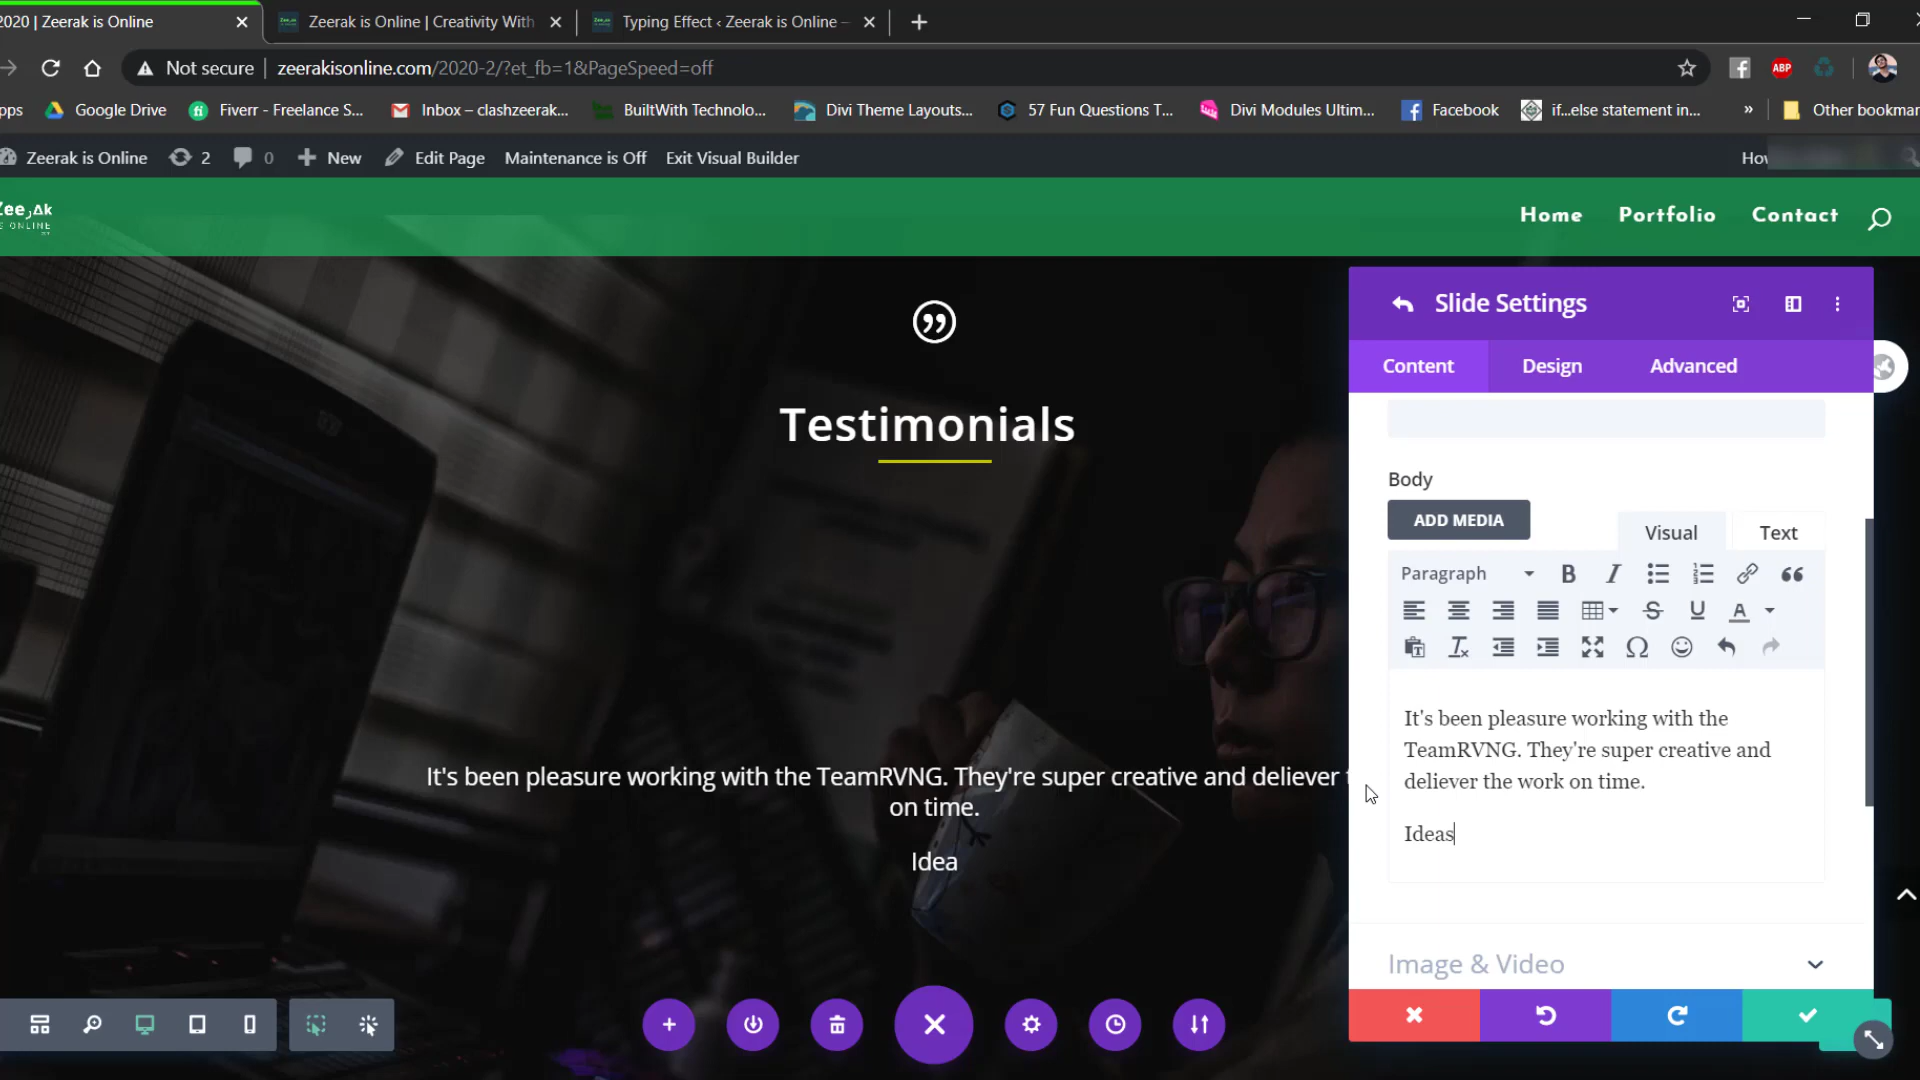 2020 | Zeerak is Online
Zeerak is Online | Creativity With
Typing Effect ‹ Zeerak is Online —
Not secure | zeerakisonline.com/2020-2/?et_fb=1&PageSpeed=off
ABP
pps
Google Drive
Fiverr - Freelance S...
Inbox – clashzeerak...
BuiltWith Technolo...
Divi Theme Layouts...
57 Fun Questions T...
Divi Modules Ultim...
Facebook
if...else statement in...
»
Other bookmar
Zeerak is Online
2
0
New
Edit Page
Maintenance is Off
Exit Visual Builder
How
IS ONLINE
Home
Portfolio
Contact
Testimonials
It's been pleasure working with the TeamRVNG. They're super creative and deliever
on time.
Idea
Slide Settings
Content
Design
Advanced
Body
ADD MEDIA
Visual
Text
Paragraph
It's been pleasure working with the
TeamRVNG. They're super creative and
deliever the work on time.
Ideas
Image & Video